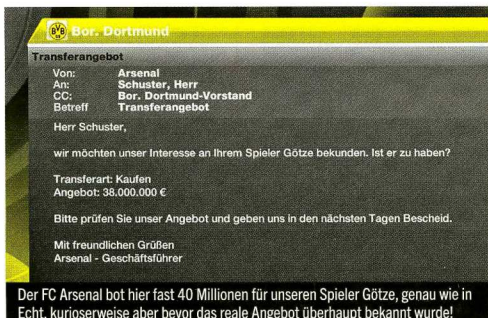 BVB 09
Bor. Dortmund
Transferangebot
Von: Arsenal
An: Schuster, Herr
CC: Bor. Dortmund-Vorstand
Betreff Transferangebot
Herr Schuster,
wir möchten unser Interesse an Ihrem Spieler Götze bekunden. Ist er zu haben?
Transferart: Kaufen
Angebot: 38.000.000 €
Bitte prüfen Sie unser Angebot und geben uns in den nächsten Tagen Bescheid.
Mit freundlichen Grüßen
Arsenal - Geschäftsführer
Der FC Arsenal bot hier fast 40 Millionen für unseren Spieler Götze, genau wie in
Echt, kurioserweise aber bevor das reale Angebot überhaupt bekannt wurde!